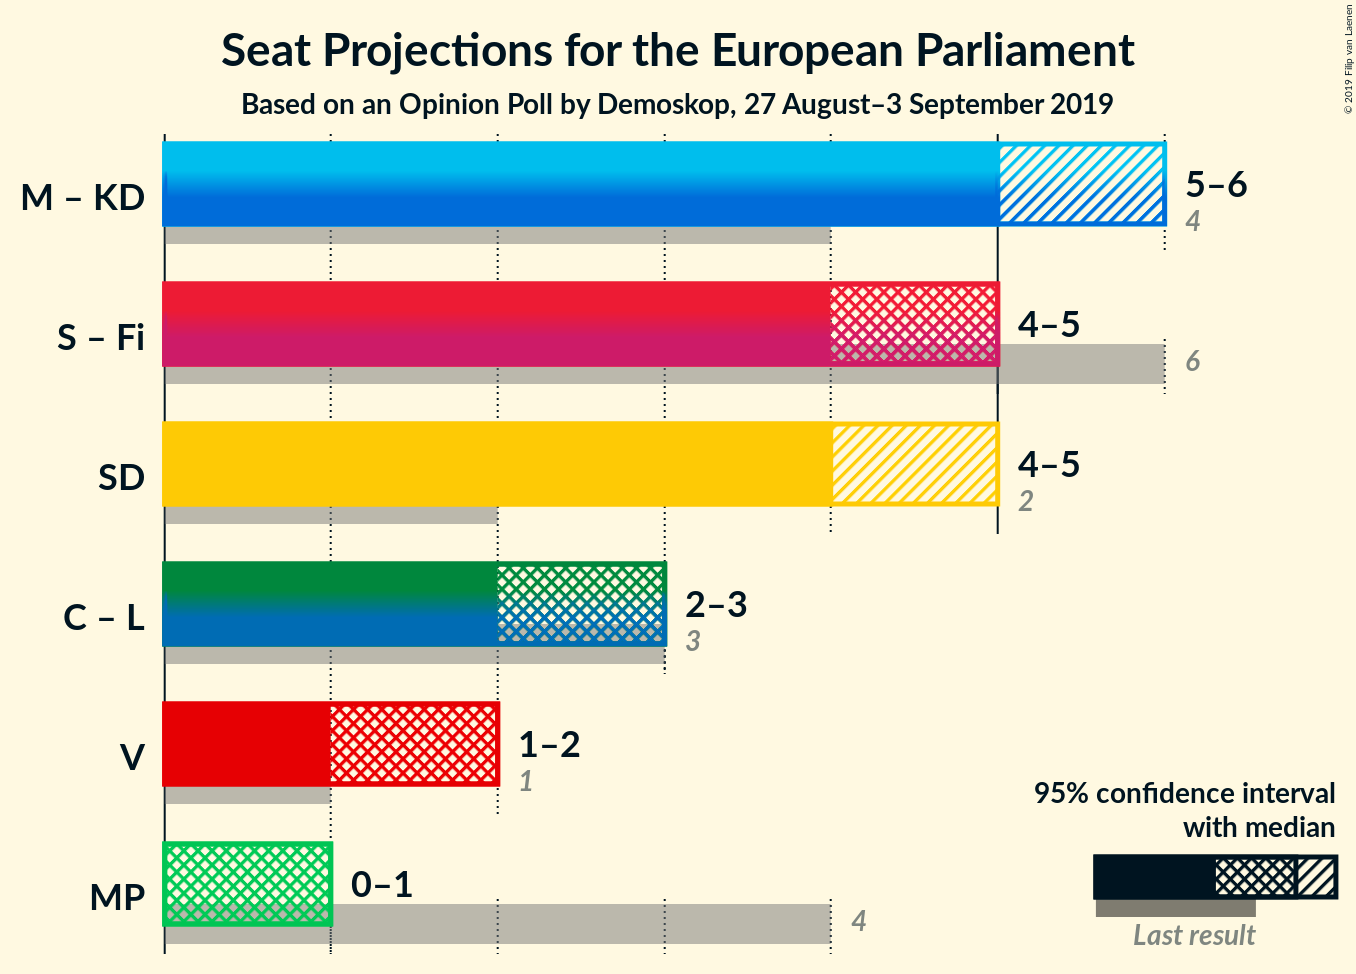 Seat Projections for the European Parliament
Based on an Opinion Poll by Demoskop, 27 August–3 September 2019
© 2019 Filip van Laenen
M – KD
5–6
4
S – Fi
4–5
6
SD
4–5
2
C – L
2–3
3
V
1–2
1
MP
0–1
4
95% confidence interval
with median
Last result